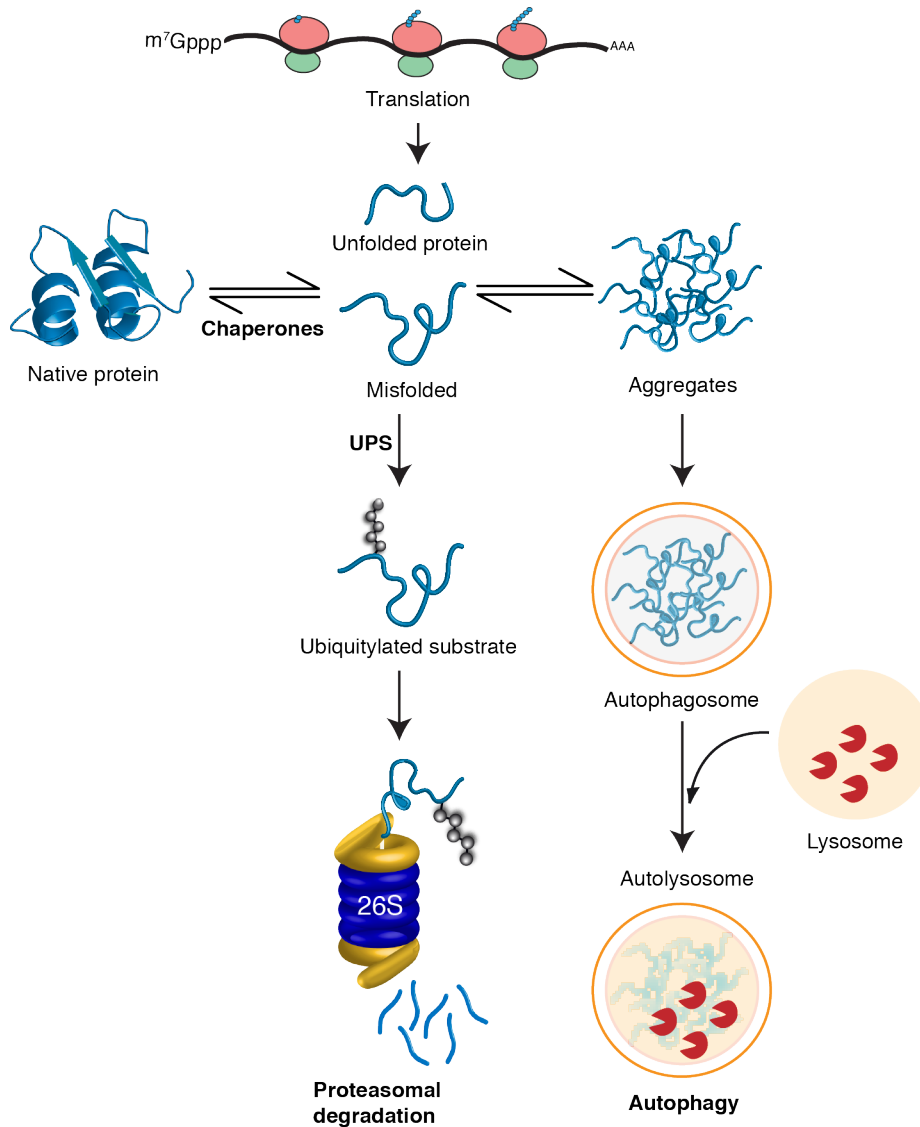 m⁷Gppp
AAA
Translation
Unfolded protein
Chaperones
Native protein
Misfolded
Aggregates
UPS
Ubiquitylated substrate
Autophagosome
Lysosome
Autolysosome
26S
Proteasomal
degradation
Autophagy